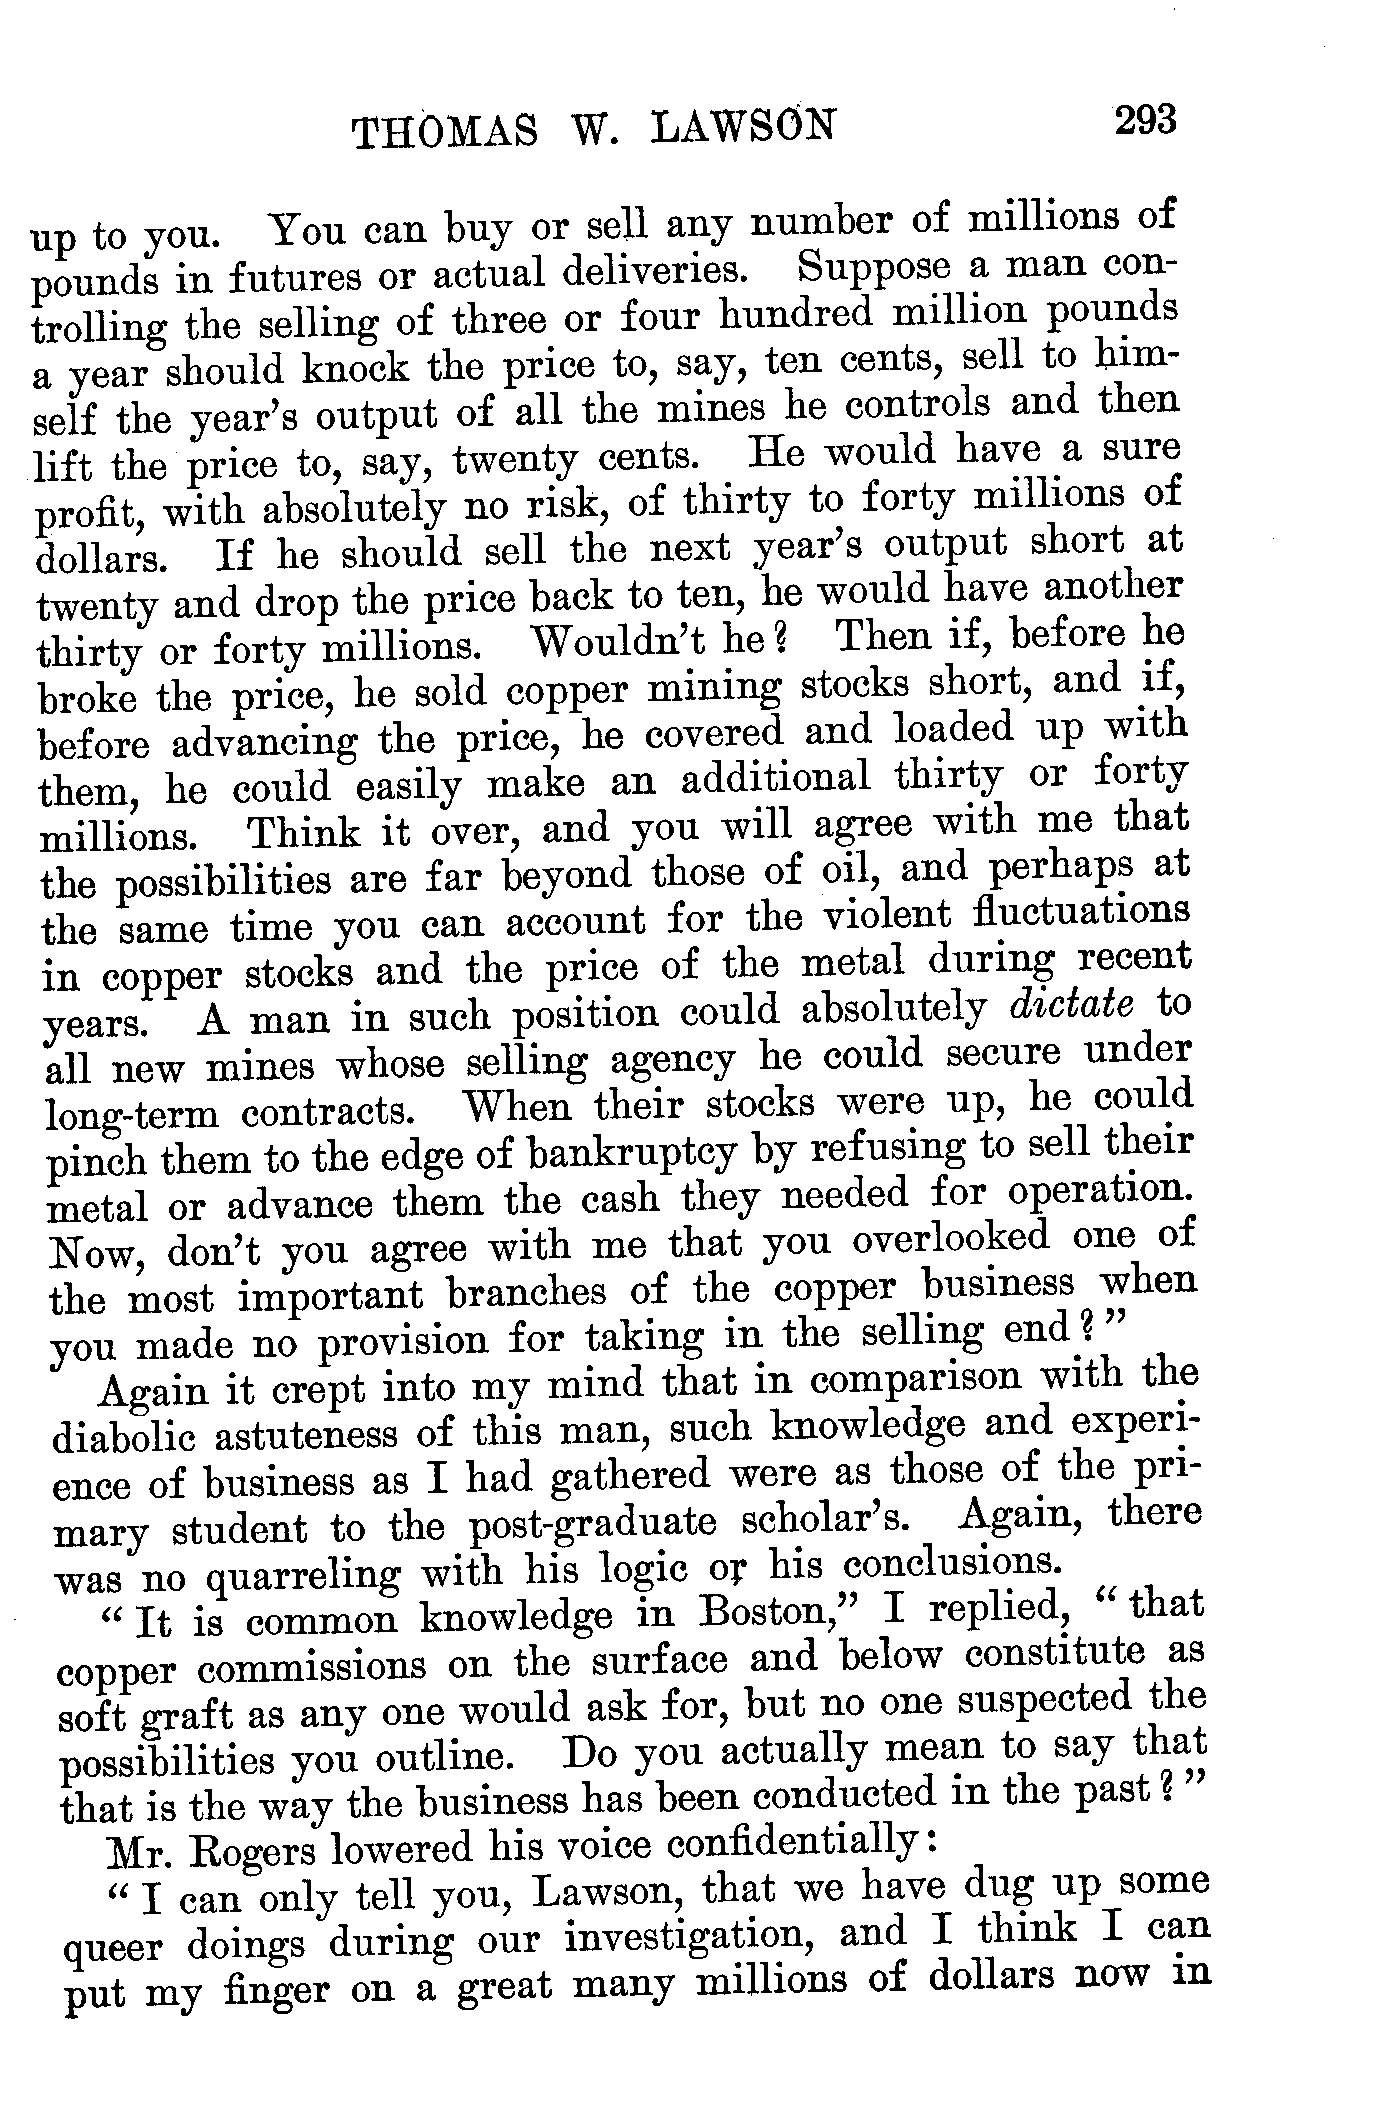 THOMAS W. LAWSON 293
up to you. You can buy or sell any number of millions of
pounds in futures or actual deliveries. Suppose a man con-
trolling the selling of three or four hundred million pounds
a year should knock the price to, say, ten cents, sell to him-
self the year's output of all the mines he controls and then
lift the price to, say, twenty cents. He would have a sure
profit, with absolutely no risk, of thirty to forty millions of
dollars. If he should sell the next year's output short at
twenty and drop the price back to ten, he would have another
thirty or forty millions. Wouldn't he? Then if, before he
broke the price, he sold copper mining stocks short, and if,
before advancing the price, he covered and loaded up with
them, he could easily make an additional thirty or forty
millions. Think it over, and you will agree with me that
the possibilities are far beyond those of oil, and perhaps at
the same time you can account for the violent fluctuations
in copper stocks and the price of the metal during recent
years. A man in such position could absolutely dictate to
all new mines whose selling agency he could secure under
long-term contracts. When their stocks were up, he could
pinch them to the edge of bankruptcy by refusing to sell their
metal or advance them the cash they needed for operation.
Now, don't you agree with me that you overlooked one of
the most important branches of the copper business when
you made no provision for taking in the selling end?"
Again it crept into my mind that in comparison with the
diabolic astuteness of this man, such knowledge and experi-
ence of business as I had gathered were as those of the pri-
mary student to the post-graduate scholar's. Again, there
was no quarreling with his logic or his conclusions.
"It is common knowledge in Boston," I replied, "that
copper commissions on the surface and below constitute as
soft graft as any one would ask for, but no one suspected the
possibilities you outline. Do you actually mean to say that
that is the way the business has been conducted in the past?"
Mr. Rogers lowered his voice confidentially:
"I can only tell you, Lawson, that we have dug up some
queer doings during our investigation, and I think I can
put my finger on a great many millions of dollars now in